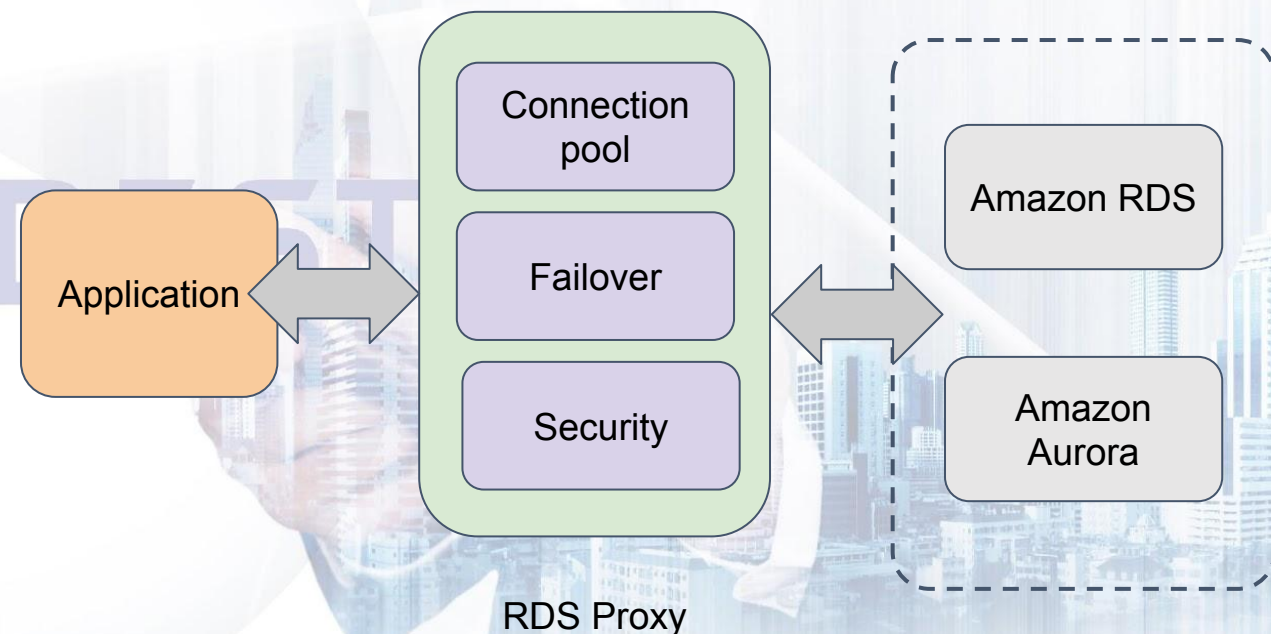 Application
Connection
pool
Failover
Security
RDS Proxy
Amazon RDS
Amazon
Aurora